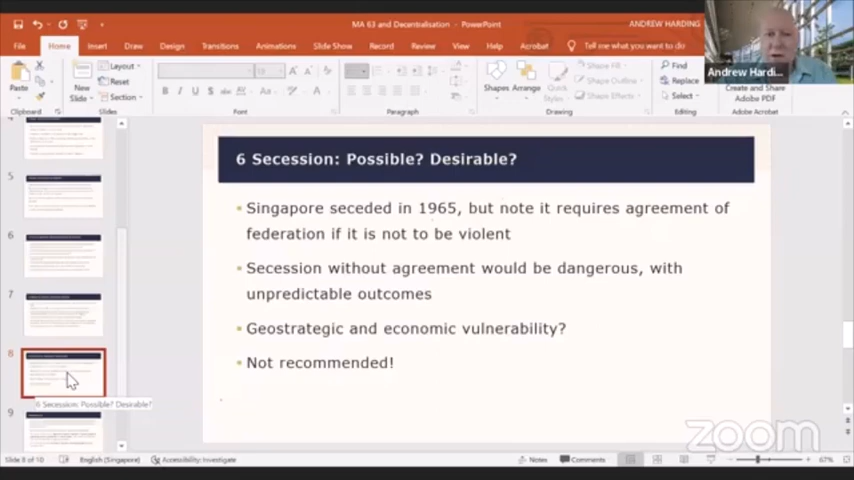 MA 63 and Decentralisation - PowerPoint
ANDREW HARDING
File Home Insert Draw Design Transitions Animations Slide Show Record Review View Help Acrobat Tell me what you want to do
Paste
New
Slide
Layout
Reset
Section
Shapes Arrange Quick
Styles
Shape Fill
Shape Outline
Shape Effects
Find
Replace
Select
Create and Share
Adobe PDF
Clipboard Slides Font Paragraph Drawing Editing Adobe Acrobat
Andrew Hardi...
4
5
6
7
8
9
6 Secession: Possible? Desirable?
6 Secession: Possible? Desirable?
Singapore seceded in 1965, but note it requires agreement of
federation if it is not to be violent
Secession without agreement would be dangerous, with
unpredictable outcomes
Geostrategic and economic vulnerability?
Not recommended!
zoom
Slide 8 of 10 English (Singapore) Accessibility: Investigate Notes Comments 67%